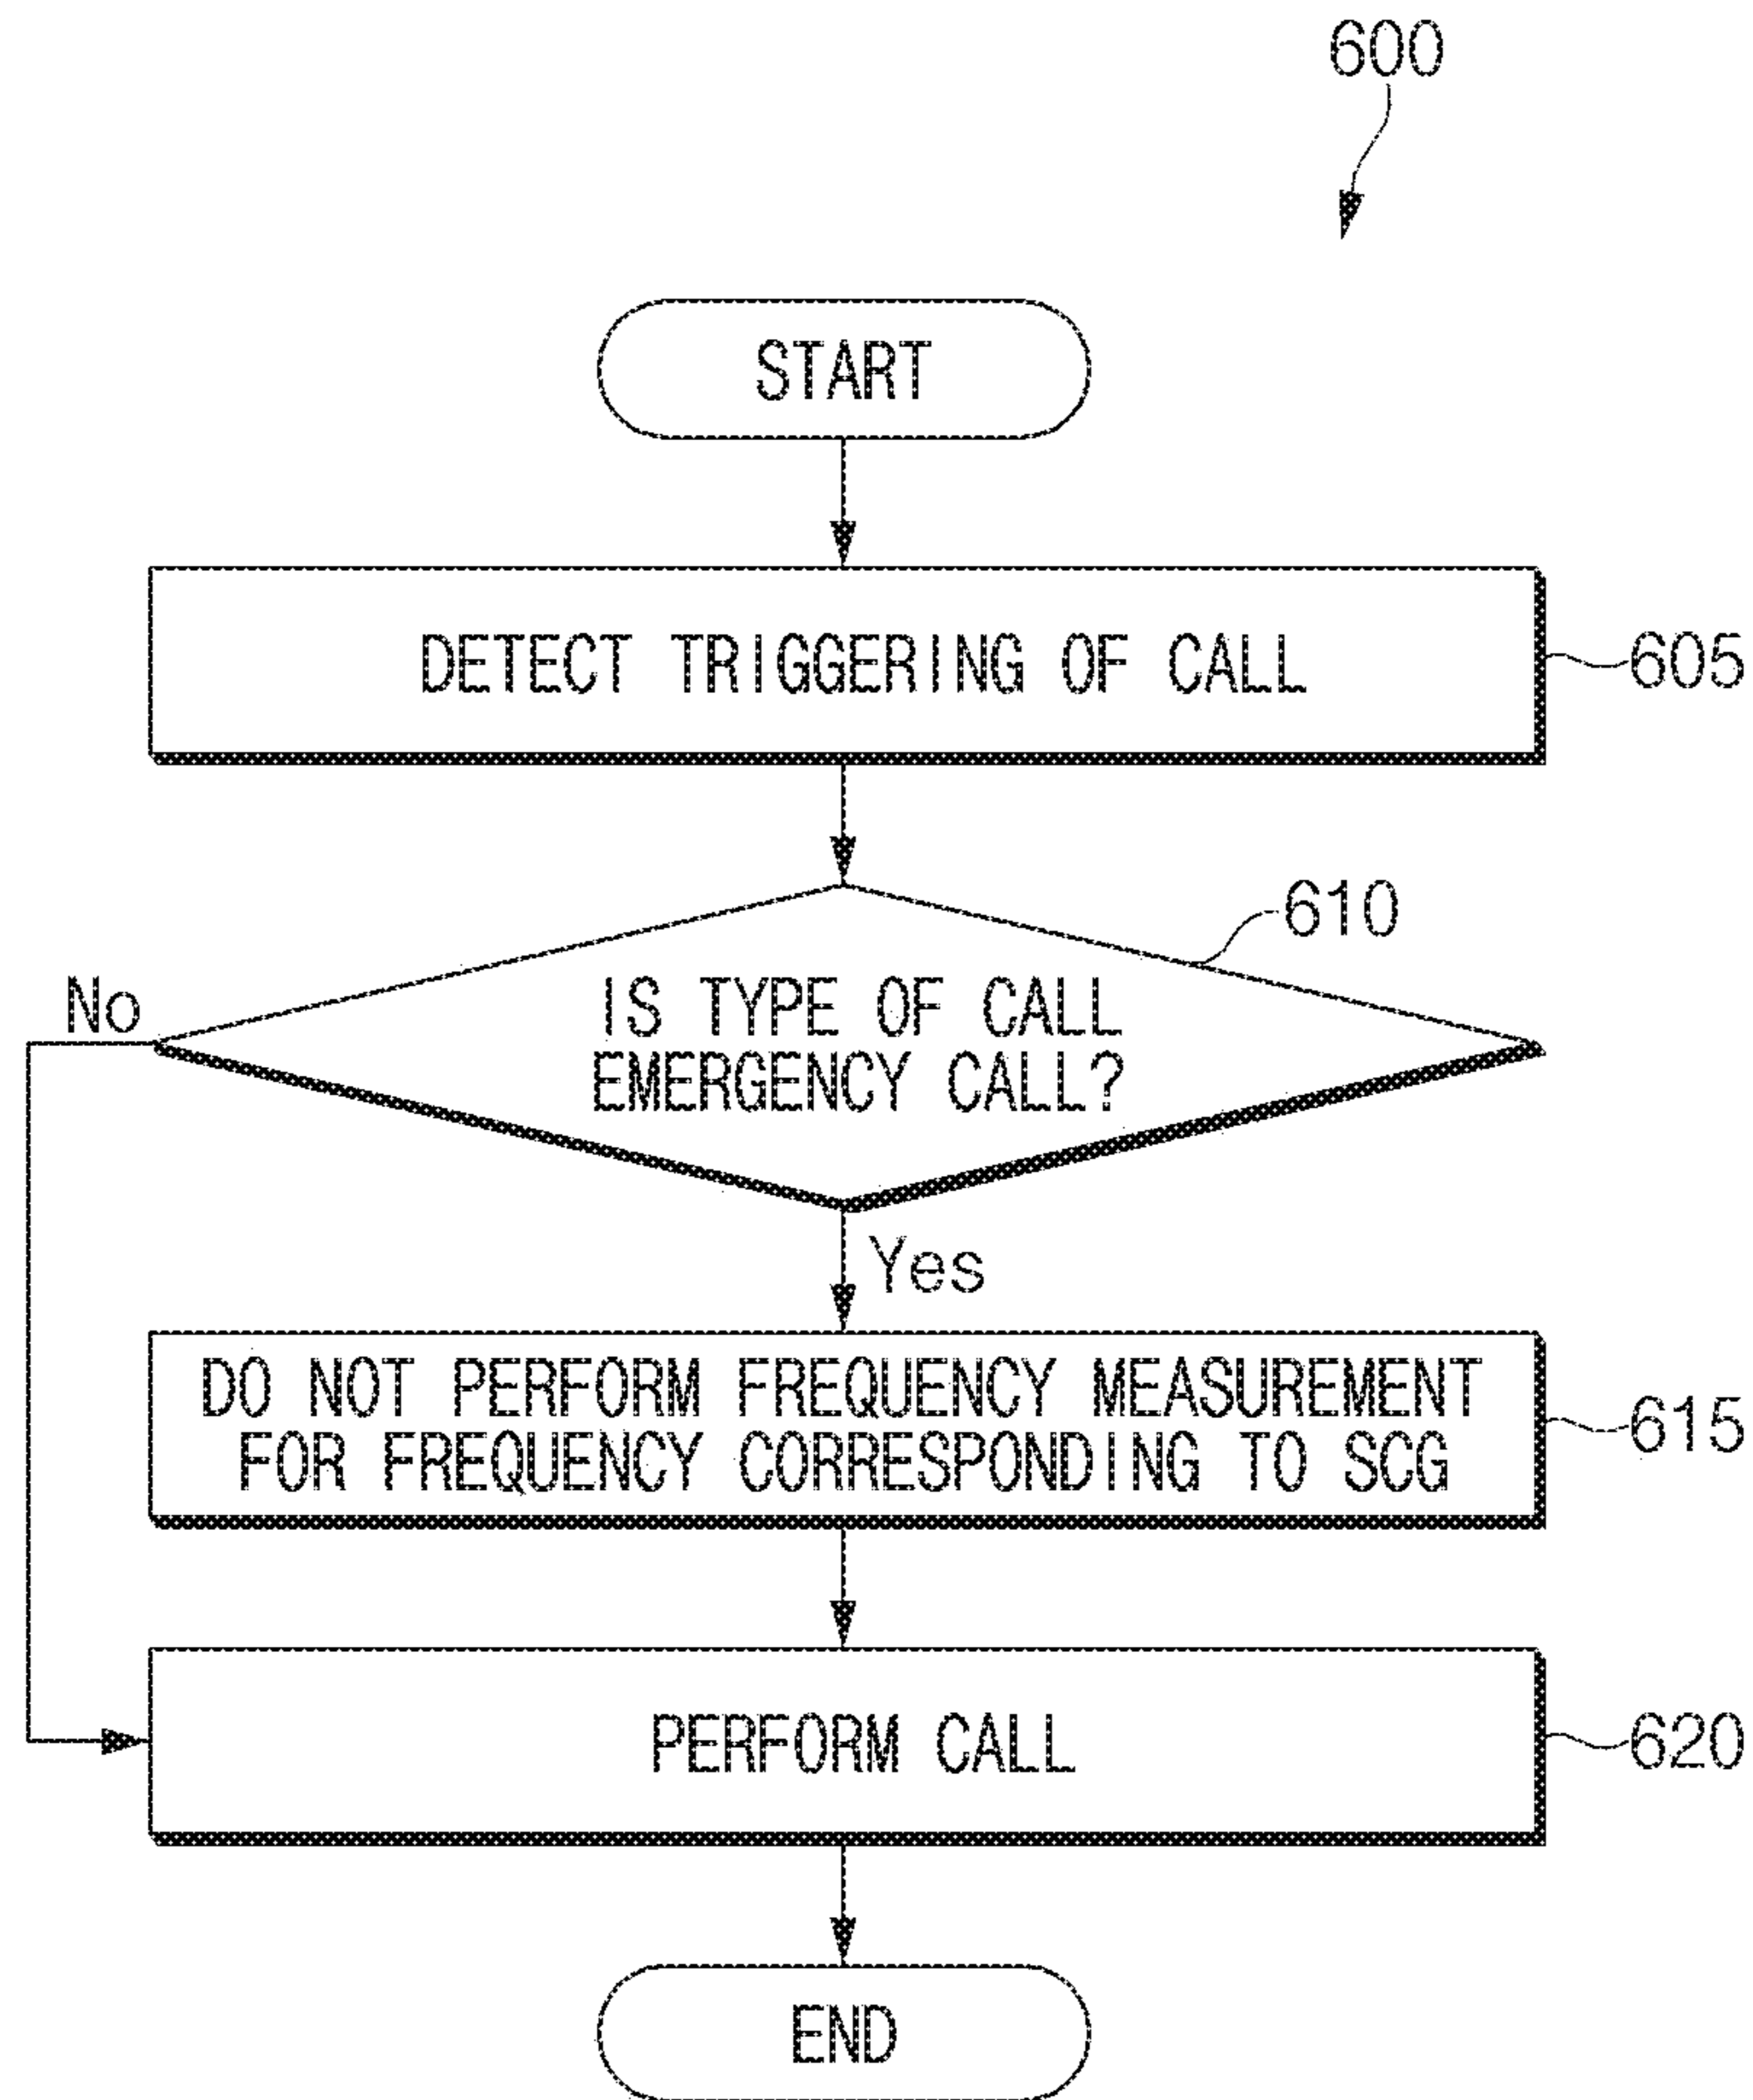 600
START
DETECT TRIGGERING OF CALL
605
610
IS TYPE OF CALL
EMERGENCY CALL?
No
Yes
DO NOT PERFORM FREQUENCY MEASUREMENT
FOR FREQUENCY CORRESPONDING TO SCG
615
PERFORM CALL
620
END